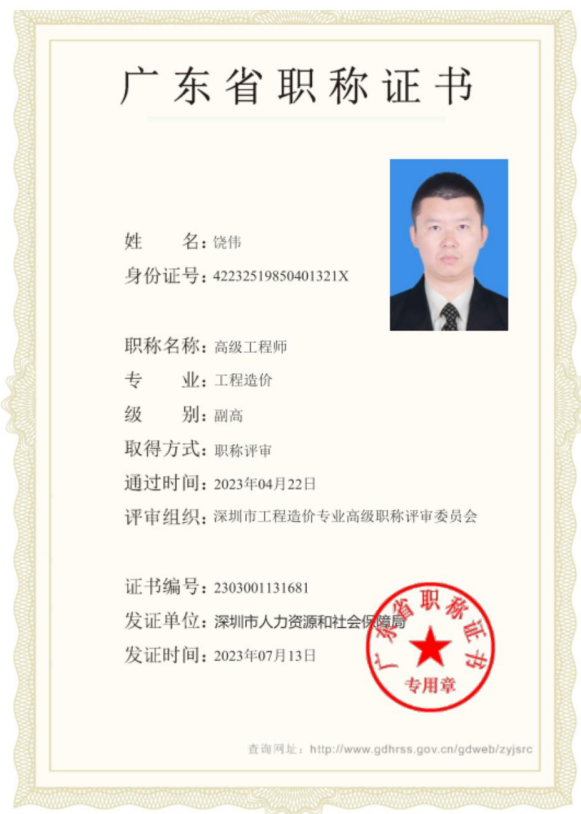 广东省职称证书
姓 名：饶伟
身份证号：42232519850401321X
职称名称：高级工程师
专 业：工程造价
级 别：副高
取得方式：职称评审
通过时间：2023年04月22日
评审组织：深圳市工程造价专业高级职称评审委员会
证书编号：2303001131681
发证单位：深圳市人力资源和社会保障局
发证时间：2023年07月13日
广东省职称证书
专用章
查询网址：http://www.gdhrss.gov.cn/gdweb/zyjsrc